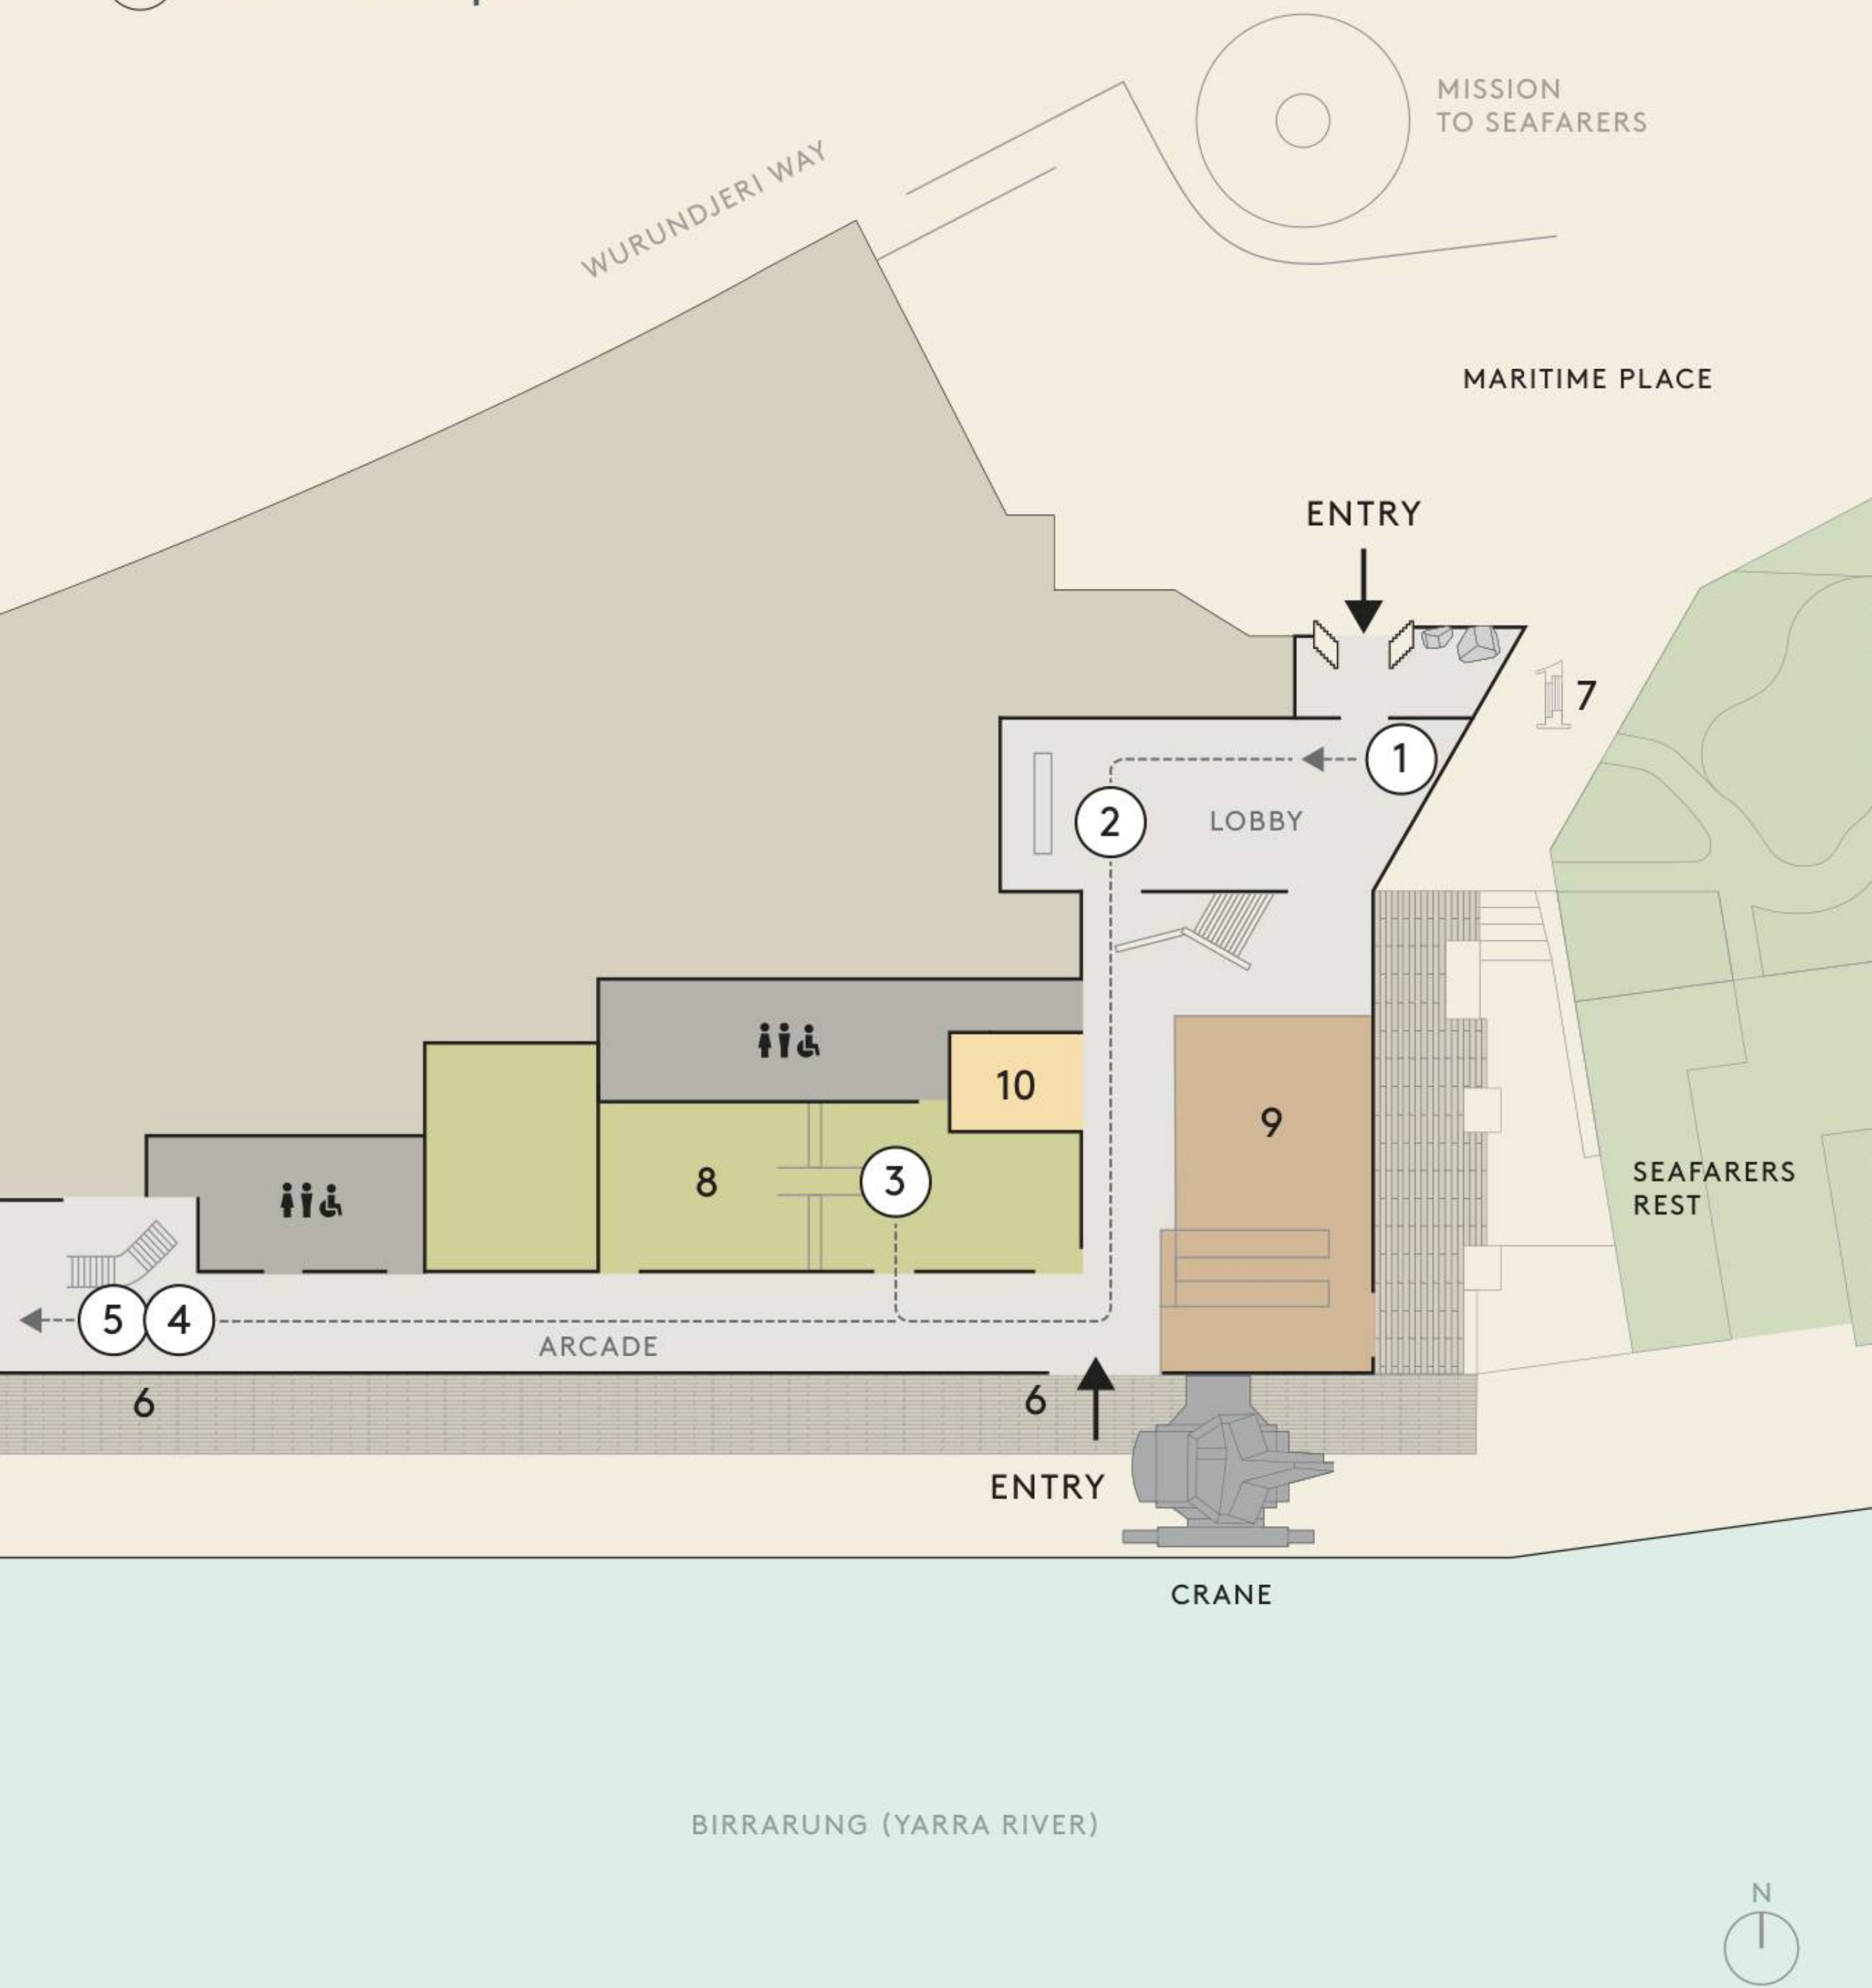 MISSION
TO SEAFARERS
WURUNDJERI WAY
MARITIME PLACE
ENTRY
7
1
2
LOBBY
10
9
8
3
SEAFARERS
REST
5
4
ARCADE
6
6
ENTRY
CRANE
BIRRARUNG (YARRA RIVER)
N